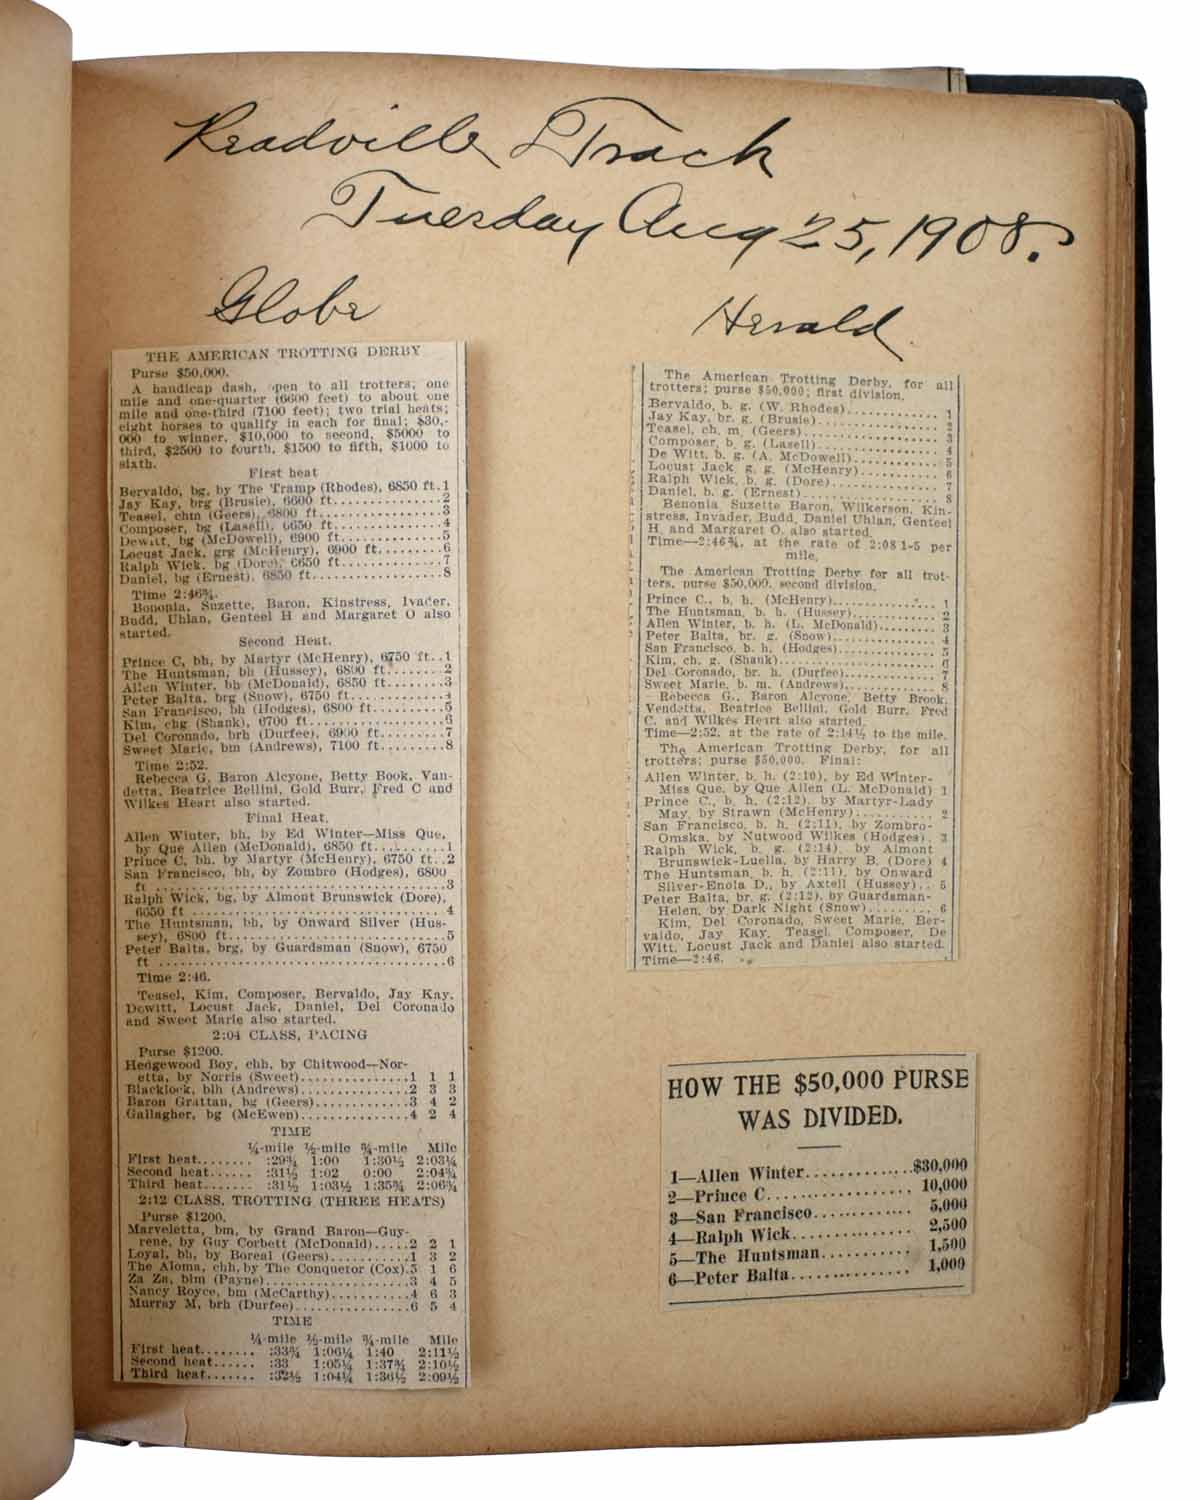 Readville Track
Tuesday Aug 25, 1908.
Globe
THE AMERICAN TROTTING DERBY
Purse $50,000.
A handicap dash, open to all trotters; one
mile and one-quarter (6600 feet) to about one
mile and one-third (7100 feet); two trial heats;
eight horses to qualify in each for final; $30,-
000 to winner, $10,000 to second, $5000 to
third, $2500 to fourth, $1500 to fifth, $1000 to
sixth.
First heat
Bervaldo, bg, by The Tramp (Rhodes), 6850 ft.1
Jay Kay, brg (Brusie), 6600 ft...............2
Teasel, chm (Geers), 6800 ft.................3
Composer, bg (Lasell), 6650 ft...............4
Dewitt, bg (McDowell), 6900 ft...............5
Locust Jack, grg (McHenry), 6900 ft..........6
Ralph Wick, bg (Dore), 6650 ft...............7
Daniel, bg (Ernest), 6850 ft.................8
Time 2:46¾.
Bononia, Suzette, Baron, Kinstress, Ivader,
Budd, Uhlan, Genteel H and Margaret O also
started.
Second Heat.
Prince C, bh, by Martyr (McHenry), 6750 ft..1
The Huntsman, bh (Hussey), 6800 ft........2
Allen Winter, bh (McDonald), 6850 ft........3
Peter Balta, brg (Snow), 6750 ft............4
San Francisco, bh (Hodges), 6800 ft.........5
Kim, chg (Shank), 6700 ft...................6
Del Coronado, brh (Durfee), 6900 ft.........7
Sweet Marie, bm (Andrews), 7100 ft..........8
Time 2:52.
Rebecca G, Baron Alcyone, Betty Book, Van-
detta, Beatrice Bellini, Gold Burr, Fred C and
Wilkes Heart also started.
Final Heat.
Allen Winter, bh, by Ed Winter—Miss Que,
by Que Allen (McDonald), 6850 ft..........1
Prince C, bh, by Martyr (McHenry), 6750 ft..2
San Francisco, bh, by Zombro (Hodges), 6800
ft ........................................3
Ralph Wick, bg, by Almont Brunswick (Dore),
6650 ft .................................. 4
The Huntsman, bh, by Onward Silver (Hus-
sey), 6800 ft..............................5
Peter Balta, brg, by Guardsman (Snow), 6750
ft ........................................6
Time 2:46.
Teasel, Kim, Composer, Bervaldo, Jay Kay,
Dewitt, Locust Jack, Daniel, Del Coronado
and Sweet Marie also started.
2:04 CLASS, PACING
Purse $1200.
Hedgewood Boy, chh, by Chitwood—Nor-
etta, by Norris (Sweet)...............1 1 1
Blacklock, blh (Andrews)...............2 3 3
Baron Grattan, bg (Geers)..............3 4 2
Gallagher, bg (McEwen).................4 2 4
TIME
¼-mile ½-mile ¾-mile Mile
First heat........ :29¾ 1:00 1:30½ 2:03¼
Second heat...... :31½ 1:02 0:00 2:04¾
Third heat....... :31½ 1:03½ 1:35¾ 2:06¾
2:12 CLASS, TROTTING (THREE HEATS)
Purse $1200.
Marveletta, bm, by Grand Baron—Guy-
rene, by Guy Corbett (McDonald).....2 2 1
Loyal, bh, by Boreal (Geers)...........1 3 2
The Aloma, chh, by The Conqueror (Cox).5 1 6
Za Za, blm (Payne).....................3 4 5
Nancy Royce, bm (McCarthy).............4 6 3
Murray M, brh (Durfee).................6 5 4
TIME
¼-mile ½-mile ¾-mile Mile
First heat........ :33¾ 1:06¼ 1:40 2:11½
Second heat...... :33 1:05¼ 1:37¾ 2:10½
Third heat....... :32½ 1:04¼ 1:36½ 2:09½
Herald
The American Trotting Derby, for all
trotters; purse $50,000; first division,
Bervaldo, b. g. (W. Rhodes)............... 1
Jay Kay, br. g. (Brusie).................. 2
Teasel, ch. m. (Geers).................... 3
Composer, b. g. (Lasell).................. 4
De Witt, b. g. (A. McDowell).............. 5
Locust Jack, g. g. (McHenry).............. 6
Ralph Wick, b. g. (Dore).................. 7
Daniel, b. g. (Ernest).................... 8
Benonia Suzette Baron, Wilkerson, Kin-
stress, Invader, Budd, Daniel Uhlan, Genteel
H. and Margaret O. also started.
Time—2:46¾, at the rate of 2:08 1-5 per
mile.
The American Trotting Derby for all trot-
ters, purse $50,000, second division.
Prince C., b. h. (McHenry)................ 1
The Huntsman, b. h. (Hussey).............. 2
Allen Winter, b. h. (L. McDonald)......... 3
Peter Balta, br. g. (Snow)................ 4
San Francisco, b. h. (Hodges)............. 5
Kim, ch. g. (Shank)....................... 6
Del Coronado, br. h. (Durfee)............. 7
Sweet Marie, b. m. (Andrews).............. 8
Rebecca G., Baron Alcyone, Betty Brook,
Vendetta, Beatrice Bellini, Gold Burr, Fred
C. and Wilkes Heart also started.
Time—2:52, at the rate of 2:14½ to the mile.
The American Trotting Derby, for all
trotters; purse $50,000. Final:
Allen Winter, b. h. (2:10), by Ed Winter-
Miss Que, by Que Allen (L. McDonald) 1
Prince C., b. h. (2:12), by Martyr-Lady
May, by Strawn (McHenry)........... 2
San Francisco, b. h. (2:11), by Zombro-
Omska, by Nutwood Wilkes (Hodges). 3
Ralph Wick, b. g. (2:14), by Almont
Brunswick-Luella, by Harry B. (Dore) 4
The Huntsman, b. h. (2:11), by Onward
Silver-Enola D., by Axtell (Hussey).. 5
Peter Balta, br. g. (2:12), by Guardsman-
Helen, by Dark Night (Snow)......... 6
Kim, Del Coronado, Sweet Marie, Ber-
valdo, Jay Kay, Teasel, Composer, De
Witt, Locust Jack and Daniel also started.
Time—2:46.
HOW THE $50,000 PURSE
WAS DIVIDED.
1—Allen Winter.............$30,000
2—Prince C.................. 10,000
3—San Francisco............. 5,000
4—Ralph Wick................ 2,500
5—The Huntsman.............. 1,500
6—Peter Balta............... 1,000